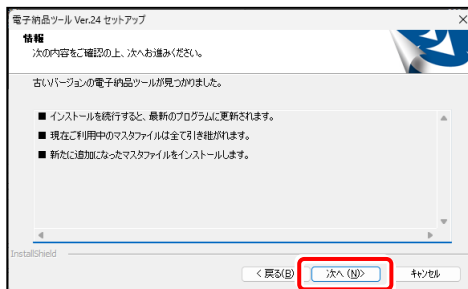 電子納品ツール Ver.24 セットアップ
情報
次の内容をご確認の上、次へお進みください。
古いバージョンの電子納品ツールが見つかりました。
■ インストールを続行すると、最新のプログラムに更新されます。
■ 現在ご利用中のマスタファイルは全て引き継がれます。
■ 新たに追加になったマスタファイルをインストールします。
InstallShield
< 戻る(B)
次へ (N)>
キャンセル